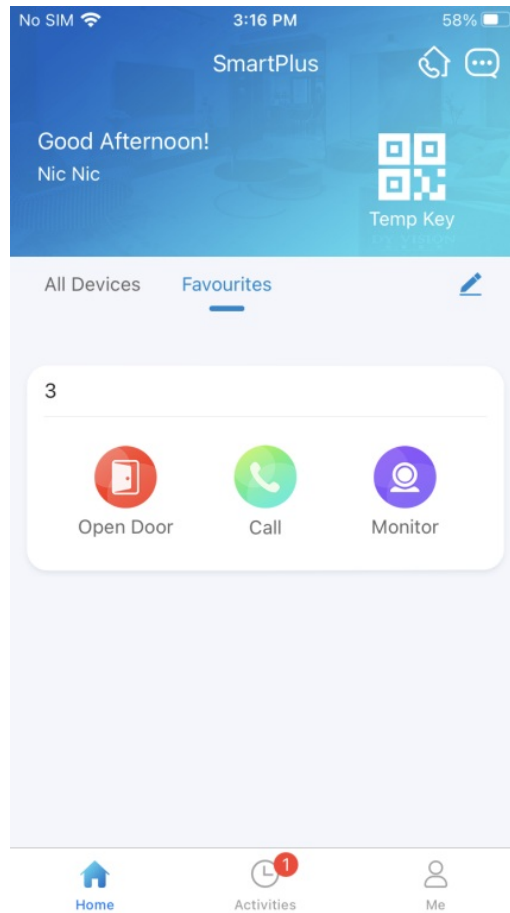 No SIM 3:16 PM 58%
SmartPlus
Good Afternoon!
Nic Nic
Temp Key
All Devices Favourites
3
Open Door Call Monitor
1
Home Activities Me